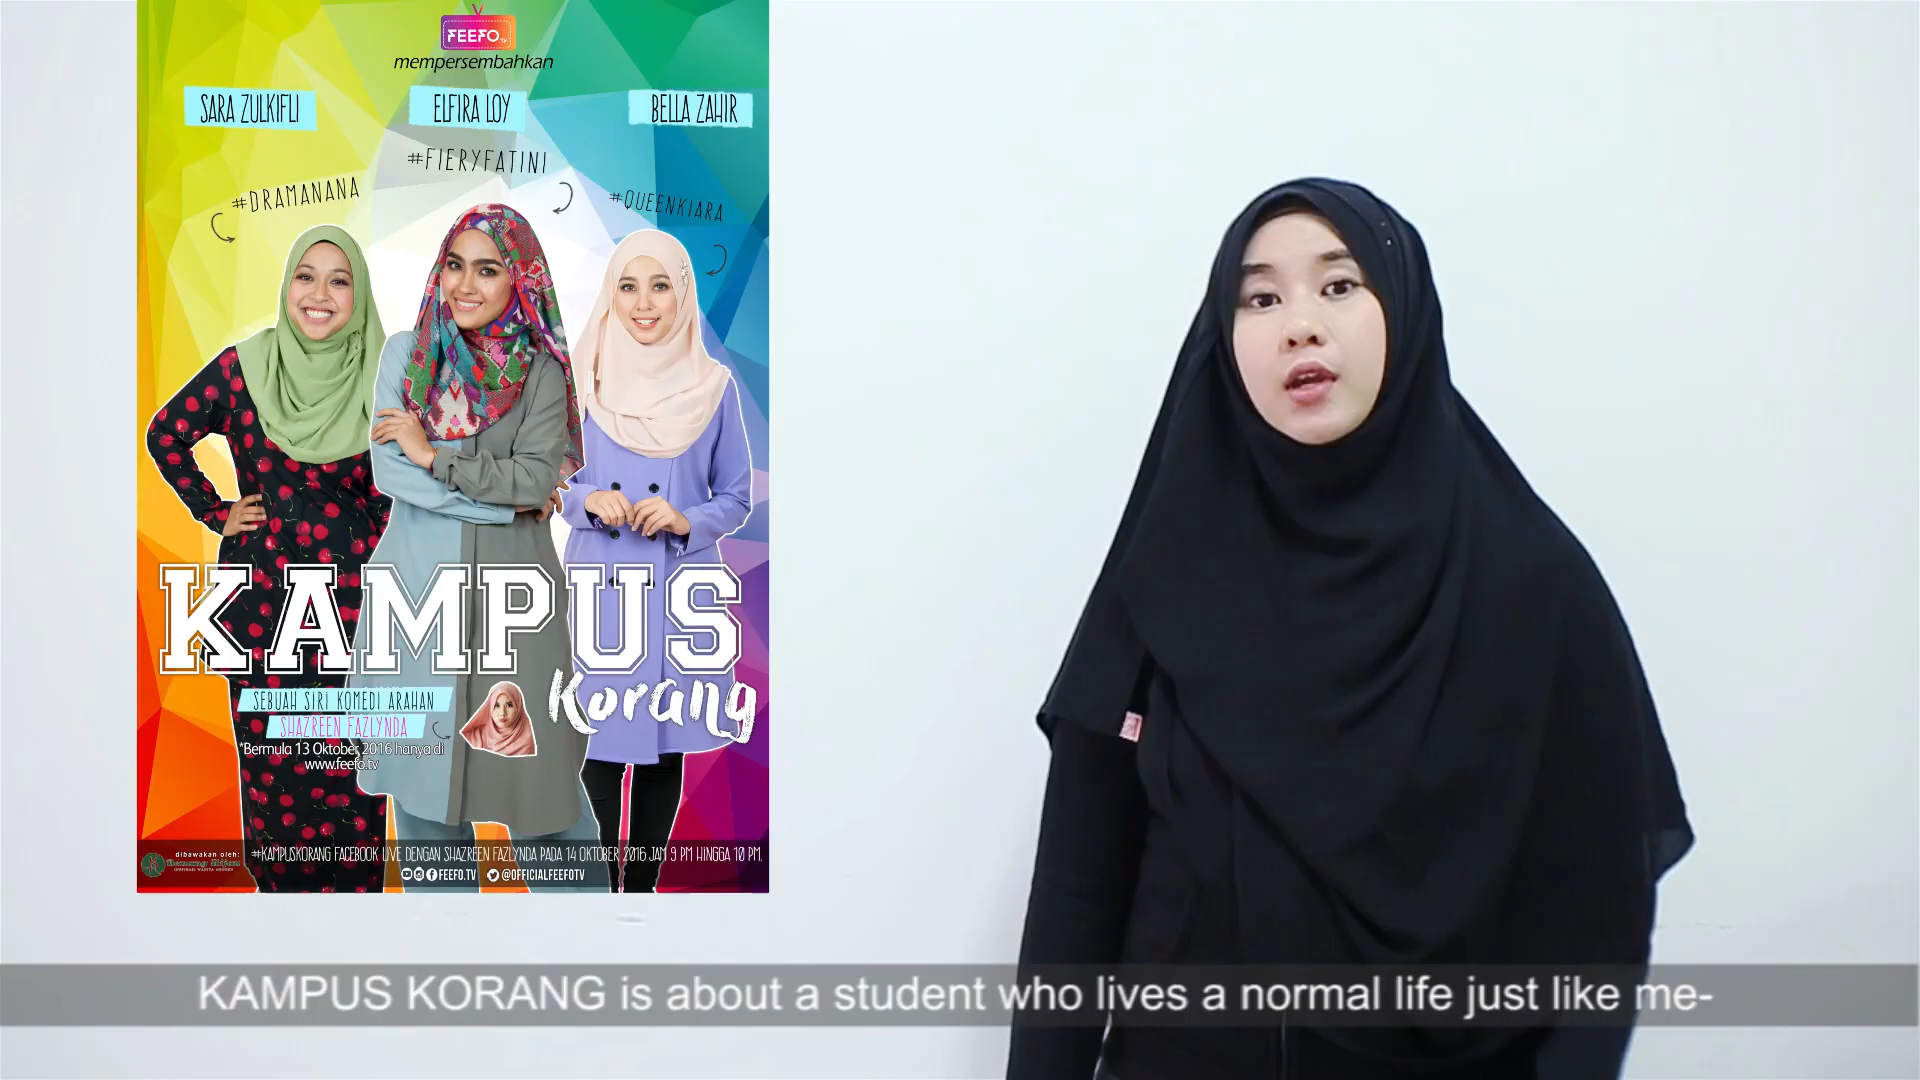 FEEFO.TV
mempersembahkan
SARA ZULKIFLI
ELFIRA LOY
BELLA ZAHIR
#FIERYFATINI
#DRAMANANA
#QUEENKIARA
KAMPUS
Korang
SEBUAH SIRI KOMEDI ARAHAN
SHAZREEN FAZLYNDA
*Bermula 13 Oktober, 2016 hanya di
www.feefo.tv
dibawakan oleh:
#KAMPUSKORANG FACEBOOK LIVE DENGAN SHAZREEN FAZLYNDA PADA 14 OKTOBER 2016 JAM 9 PM HINGGA 10 PM.
FEEFO.TV @OFFICIALFEEFOTV
KAMPUS KORANG is about a student who lives a normal life just like me-